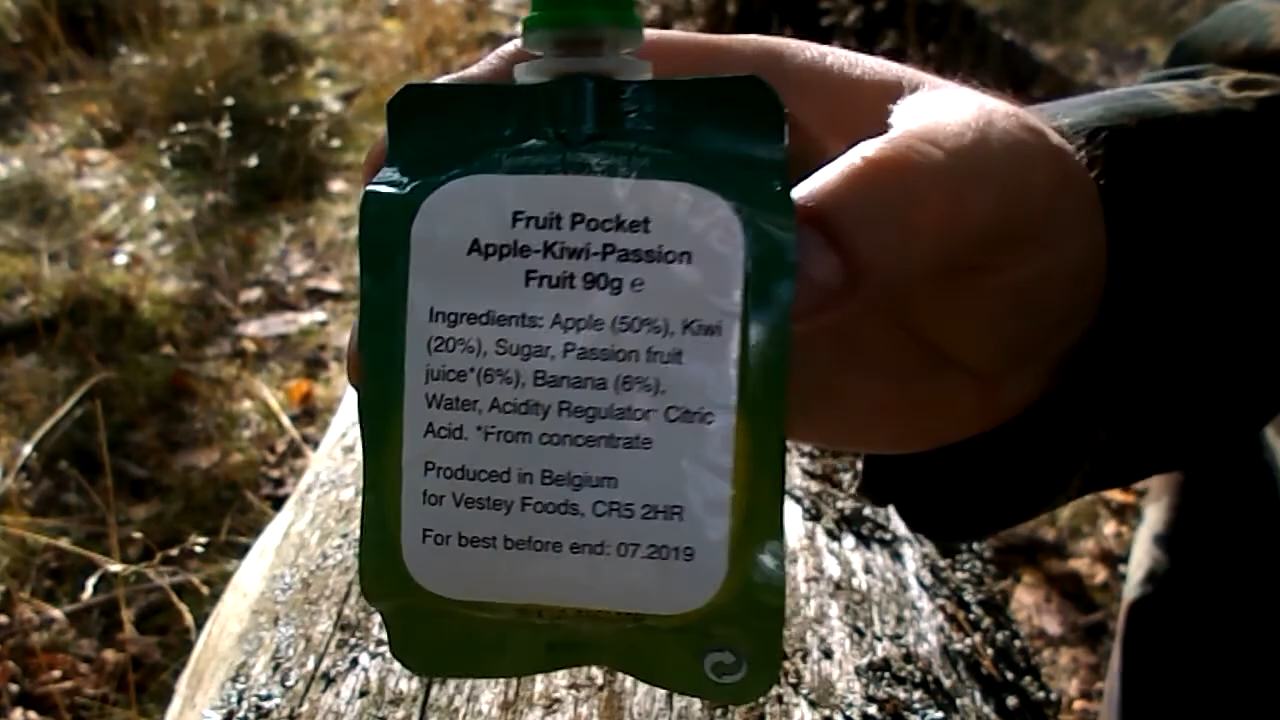 Fruit Pocket
Apple-Kiwi-Passion
Fruit 90g e
Ingredients: Apple (50%), Kiwi
(20%), Sugar, Passion fruit
juice*(6%), Banana (6%),
Water, Acidity Regulator: Citric
Acid. *From concentrate
Produced in Belgium
for Vestey Foods, CR5 2HR
For best before end: 07.2019